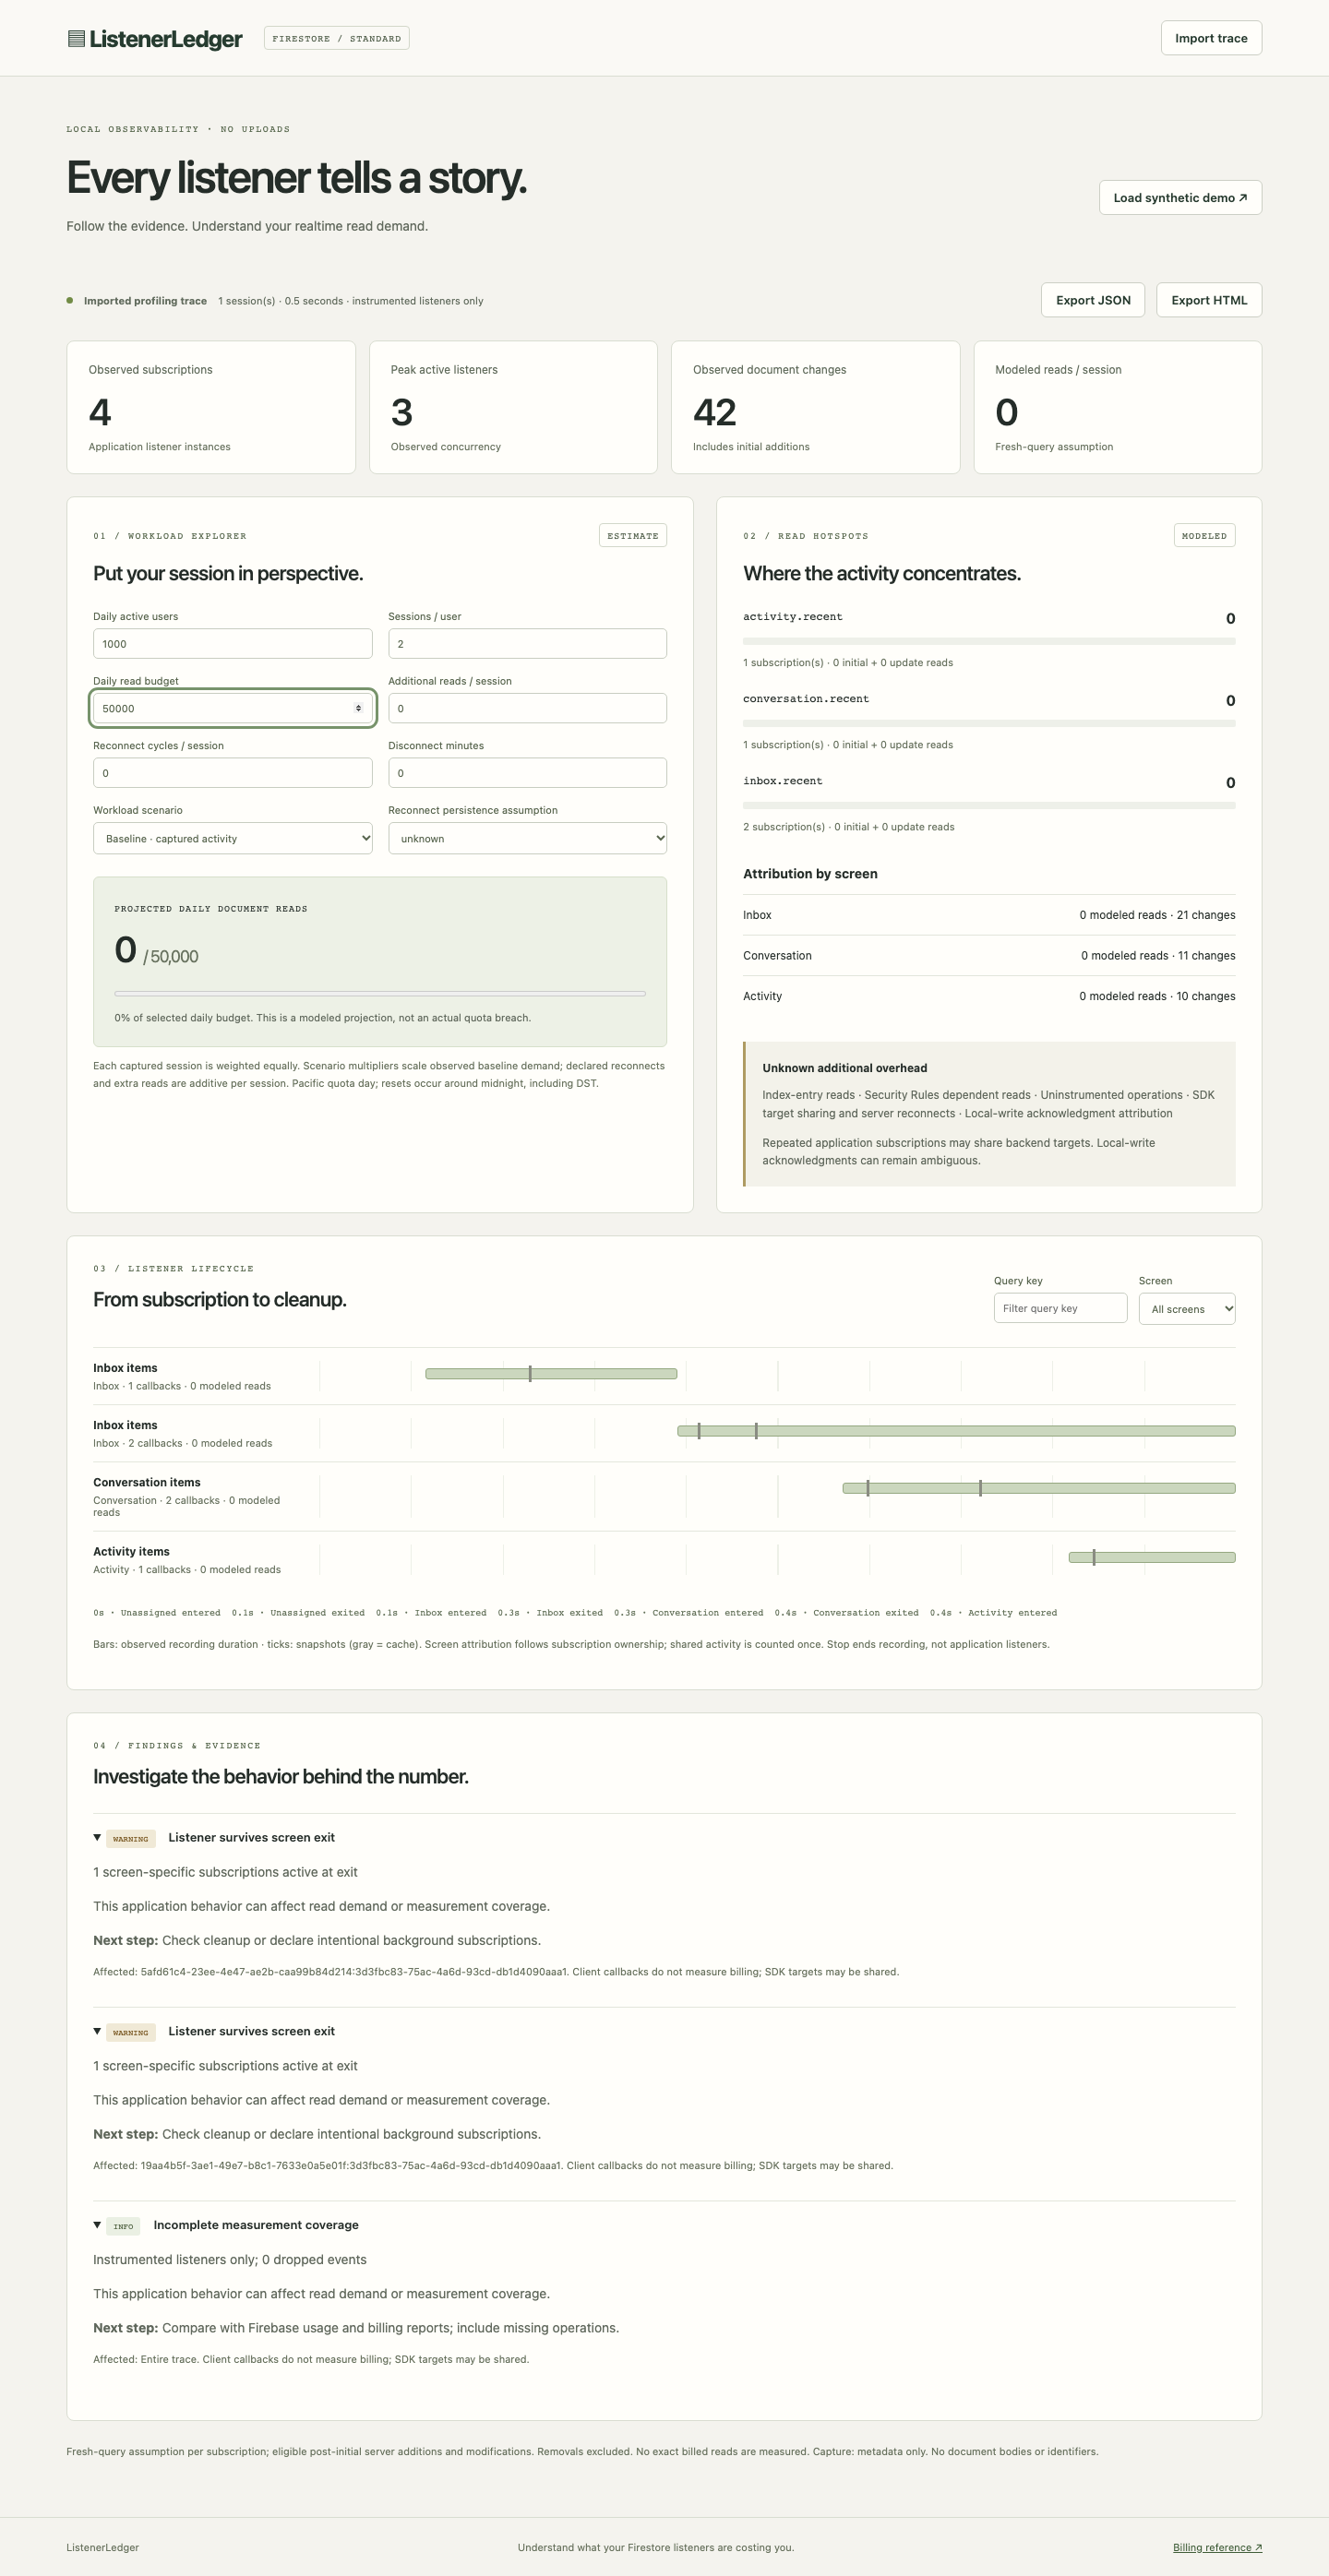 ListenerLedger
FIRESTORE / STANDARD
Import trace
LOCAL OBSERVABILITY · NO UPLOADS
Every listener tells a story.
Follow the evidence. Understand your realtime read demand.
Load synthetic demo ↗
Imported profiling trace 1 session(s) · 0.5 seconds · instrumented listeners only
Export JSON
Export HTML
Observed subscriptions
4
Application listener instances
Peak active listeners
3
Observed concurrency
Observed document changes
42
Includes initial additions
Modeled reads / session
0
Fresh-query assumption
01 / WORKLOAD EXPLORER
ESTIMATE
Put your session in perspective.
Daily active users
1000
Sessions / user
2
Daily read budget
50000
Additional reads / session
0
Reconnect cycles / session
0
Disconnect minutes
0
Workload scenario
Baseline · captured activity
Reconnect persistence assumption
unknown
PROJECTED DAILY DOCUMENT READS
0 / 50,000
0% of selected daily budget. This is a modeled projection, not an actual quota breach.
Each captured session is weighted equally. Scenario multipliers scale observed baseline demand; declared reconnects
and extra reads are additive per session. Pacific quota day; resets occur around midnight, including DST.
02 / READ HOTSPOTS
MODELED
Where the activity concentrates.
activity.recent 0
1 subscription(s) · 0 initial + 0 update reads
conversation.recent 0
1 subscription(s) · 0 initial + 0 update reads
inbox.recent 0
2 subscription(s) · 0 initial + 0 update reads
Attribution by screen
Inbox 0 modeled reads · 21 changes
Conversation 0 modeled reads · 11 changes
Activity 0 modeled reads · 10 changes
Unknown additional overhead
Index-entry reads · Security Rules dependent reads · Uninstrumented operations · SDK
target sharing and server reconnects · Local-write acknowledgment attribution
Repeated application subscriptions may share backend targets. Local-write
acknowledgments can remain ambiguous.
03 / LISTENER LIFECYCLE
From subscription to cleanup.
Query key
Filter query key
Screen
All screens
Inbox items
Inbox · 1 callbacks · 0 modeled reads
Inbox items
Inbox · 2 callbacks · 0 modeled reads
Conversation items
Conversation · 2 callbacks · 0 modeled
reads
Activity items
Activity · 1 callbacks · 0 modeled reads
0s · Unassigned entered 0.1s · Unassigned exited 0.1s · Inbox entered 0.3s · Inbox exited 0.3s · Conversation entered 0.4s · Conversation exited 0.4s · Activity entered
Bars: observed recording duration · ticks: snapshots (gray = cache). Screen attribution follows subscription ownership; shared activity is counted once. Stop ends recording, not application listeners.
04 / FINDINGS & EVIDENCE
Investigate the behavior behind the number.
WARNING Listener survives screen exit
1 screen-specific subscriptions active at exit
This application behavior can affect read demand or measurement coverage.
Next step: Check cleanup or declare intentional background subscriptions.
Affected: 5afd61c4-23ee-4e47-ae2b-caa99b84d214:3d3fbc83-75ac-4a6d-93cd-db1d4090aaa1. Client callbacks do not measure billing; SDK targets may be shared.
WARNING Listener survives screen exit
1 screen-specific subscriptions active at exit
This application behavior can affect read demand or measurement coverage.
Next step: Check cleanup or declare intentional background subscriptions.
Affected: 19aa4b5f-3ae1-49e7-b8c1-7633e0a5e01f:3d3fbc83-75ac-4a6d-93cd-db1d4090aaa1. Client callbacks do not measure billing; SDK targets may be shared.
INFO Incomplete measurement coverage
Instrumented listeners only; 0 dropped events
This application behavior can affect read demand or measurement coverage.
Next step: Compare with Firebase usage and billing reports; include missing operations.
Affected: Entire trace. Client callbacks do not measure billing; SDK targets may be shared.
Fresh-query assumption per subscription; eligible post-initial server additions and modifications. Removals excluded. No exact billed reads are measured. Capture: metadata only. No document bodies or identifiers.
ListenerLedger
Understand what your Firestore listeners are costing you.
Billing reference ↗